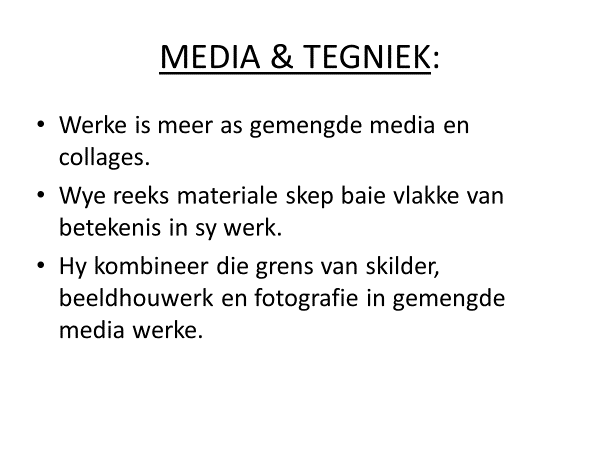 MEDIA & TEGNIEK:
• Werke is meer as gemengde media en
collages.
• Wye reeks materiale skep baie vlakke van
betekenis in sy werk.
• Hy kombineer die grens van skilder,
beeldhouwerk en fotografie in gemengde
media werke.